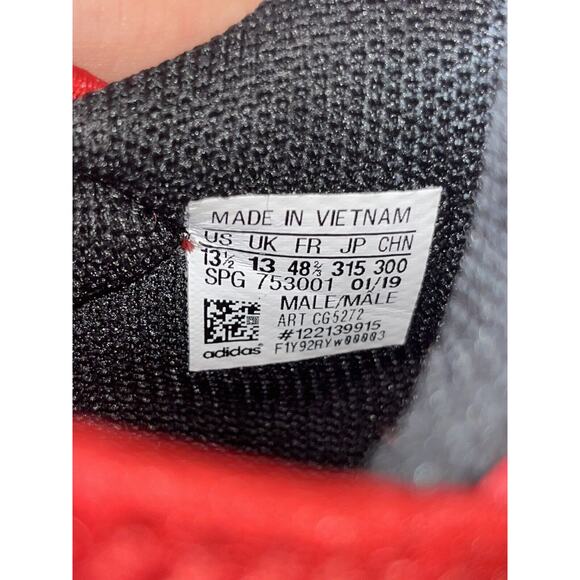 MADE IN VIETNAM
US UK FR JP CHN
13½ 13 48⅔ 315 300
SPG 753001 01/19
MALE/MÂLE
ART CG5272
#122139915
adidas F1Y92RYW00003